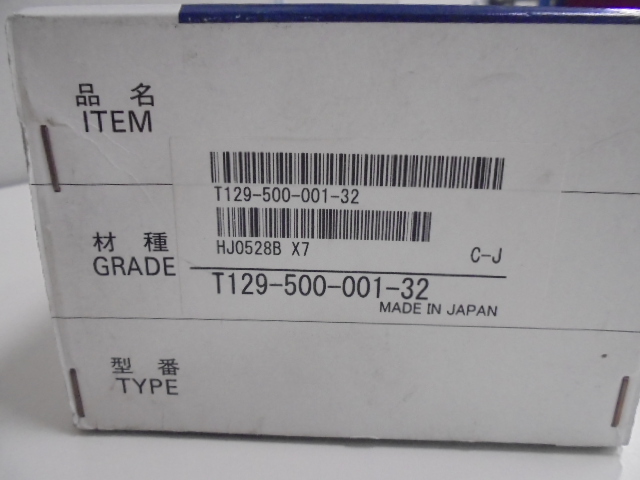 品名
ITEM
T129-500-001-32
HJ0528B X7
C-J
材種
GRADE
T129-500-001-32
MADE IN JAPAN
型番
TYPE